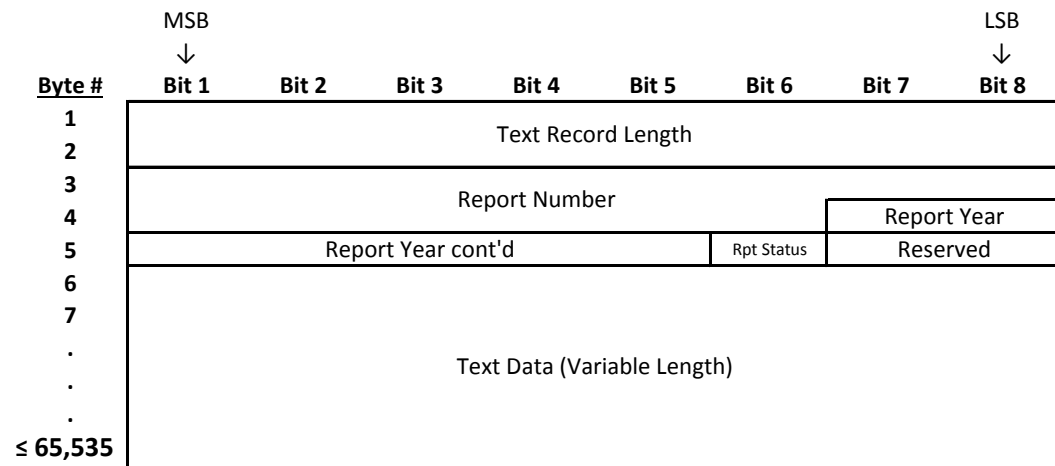 MSB LSB
↓ ↓
Byte # Bit 1 Bit 2 Bit 3 Bit 4 Bit 5 Bit 6 Bit 7 Bit 8
1
Text Record Length
2
3
Report Number
4 Report Year
5 Report Year cont'd Rpt Status Reserved
6
7
.
Text Data (Variable Length)
.
.
≤ 65,535